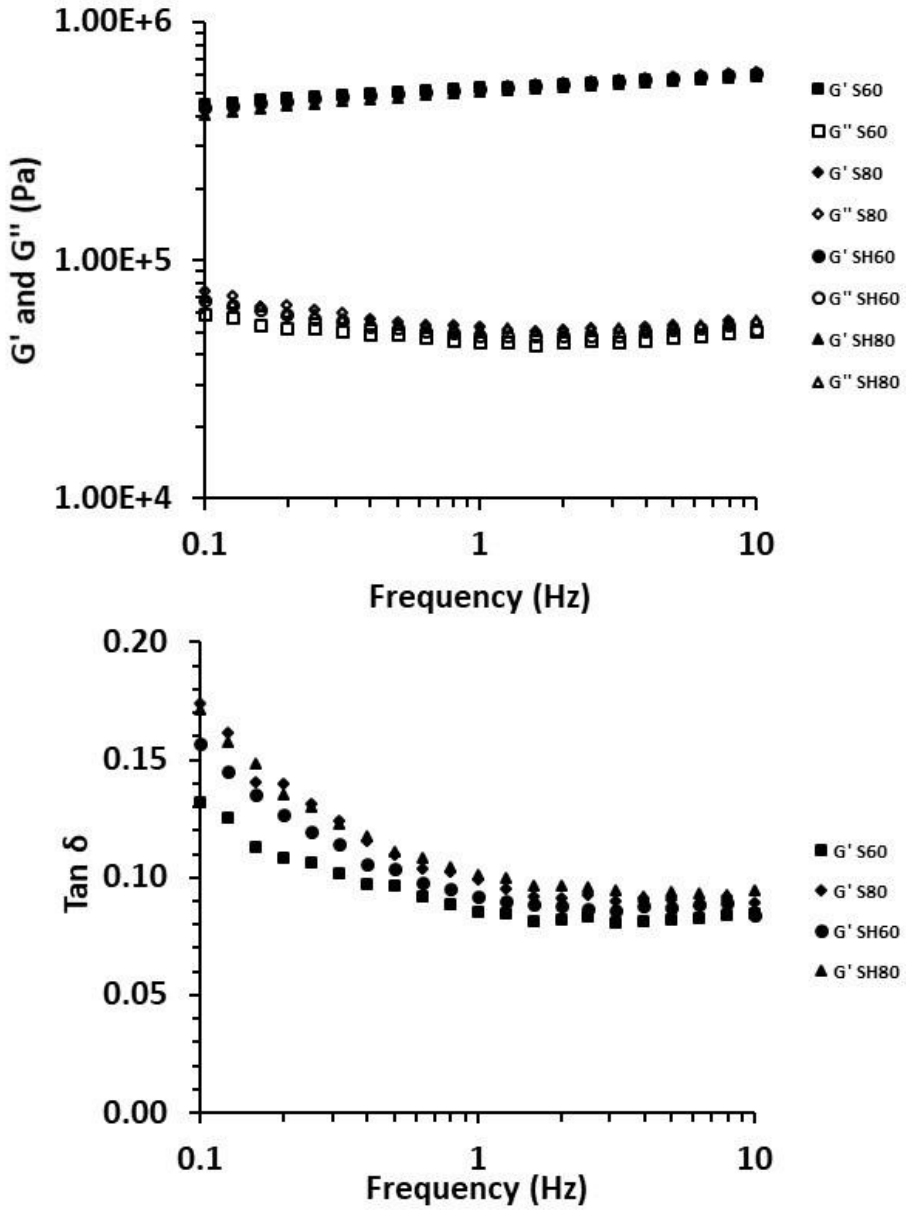 1.00E+6
1.00E+5
1.00E+4
G' and G'' (Pa)
0.1
1
10
Frequency (Hz)
G' S60
G'' S60
G' S80
G'' S80
G' SH60
G'' SH60
G' SH80
G'' SH80
0.20
0.15
0.10
0.05
0.00
Tan δ
0.1
1
10
Frequency (Hz)
G' S60
G' S80
G' SH60
G' SH80